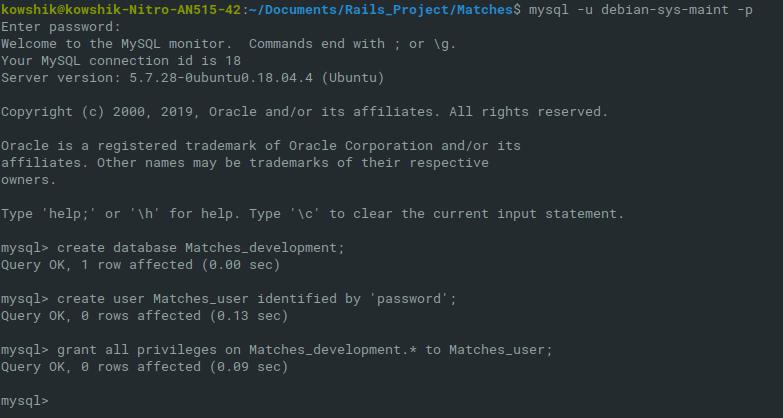 kowshik@kowshik-Nitro-AN515-42:~/Documents/Rails_Project/Matches$ mysql -u debian-sys-maint -p
Enter password:
Welcome to the MySQL monitor.  Commands end with ; or \g.
Your MySQL connection id is 18
Server version: 5.7.28-0ubuntu0.18.04.4 (Ubuntu)
Copyright (c) 2000, 2019, Oracle and/or its affiliates. All rights reserved.
Oracle is a registered trademark of Oracle Corporation and/or its
affiliates. Other names may be trademarks of their respective
owners.
Type 'help;' or '\h' for help. Type '\c' to clear the current input statement.
mysql> create database Matches_development;
Query OK, 1 row affected (0.00 sec)
mysql> create user Matches_user identified by 'password';
Query OK, 0 rows affected (0.13 sec)
mysql> grant all privileges on Matches_development.* to Matches_user;
Query OK, 0 rows affected (0.09 sec)
mysql>